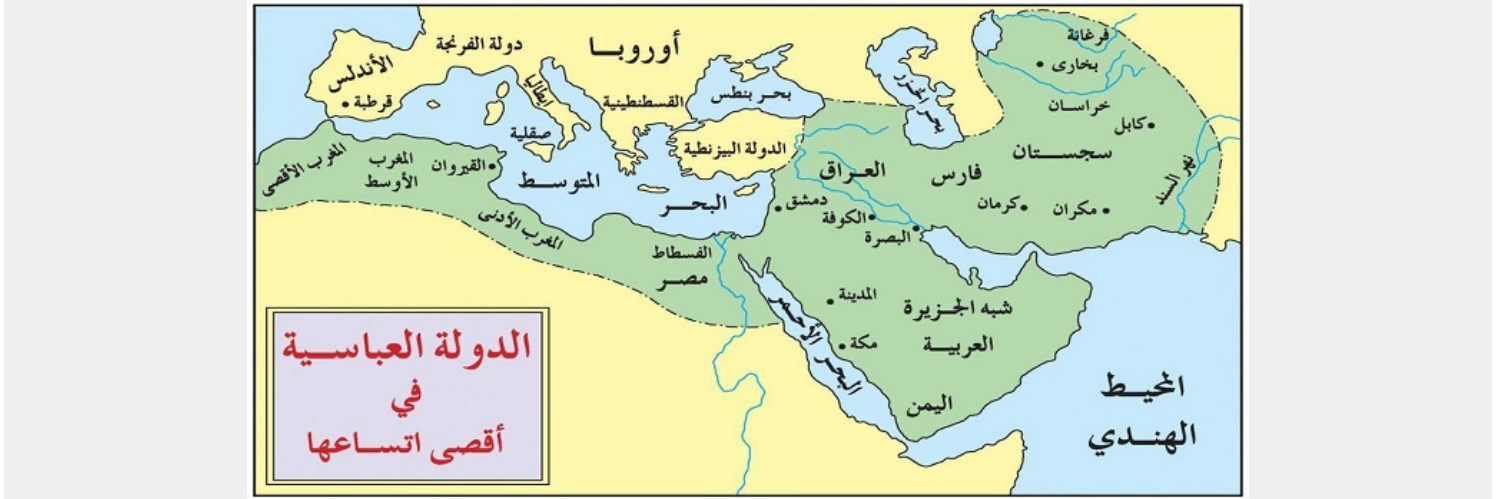 فرغانة
بخارى
خراسان
كابل
سجستان
نهر السند
مكران
كرمان
فارس
بحر الخزر
أوروبا
دولة الفرنجة
الأندلس
قرطبة
إيطاليا
صقلية
القسطنطينية
بحر بنطس
الدولة البيزنطية
العراق
دمشق
الكوفة
البصرة
البحر
المتوسط
المغرب الأقصى
المغرب
الأوسط
القيروان
المغرب الأدنى
الفسطاط
مصر
المدينة
مكة
شبه الجزيرة
العربية
اليمن
البحر الأحمر
المحيط
الهندي
الدولة العباسية
في
أقصى اتساعها